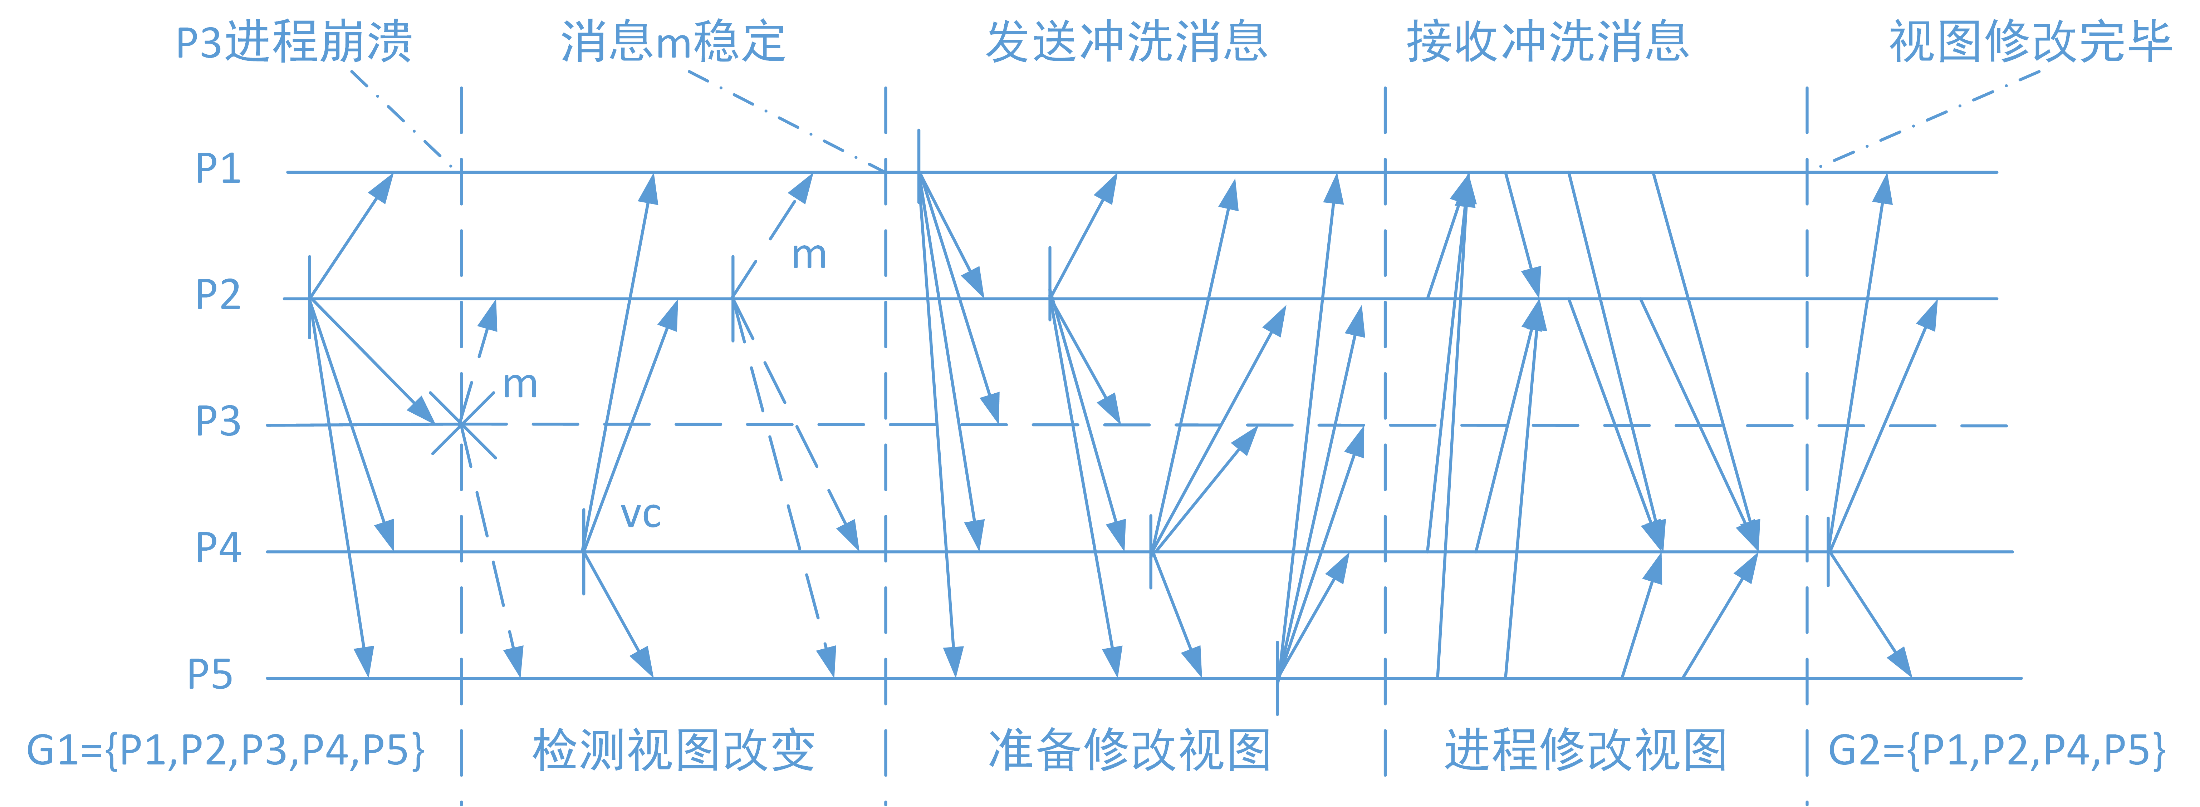 P3进程崩溃
消息m稳定
发送冲洗消息
接收冲洗消息
视图修改完毕
P1
m
P2
m
P3
vc
P4
P5
G1={P1,P2,P3,P4,P5}
检测视图改变
准备修改视图
进程修改视图
G2={P1,P2,P4,P5}